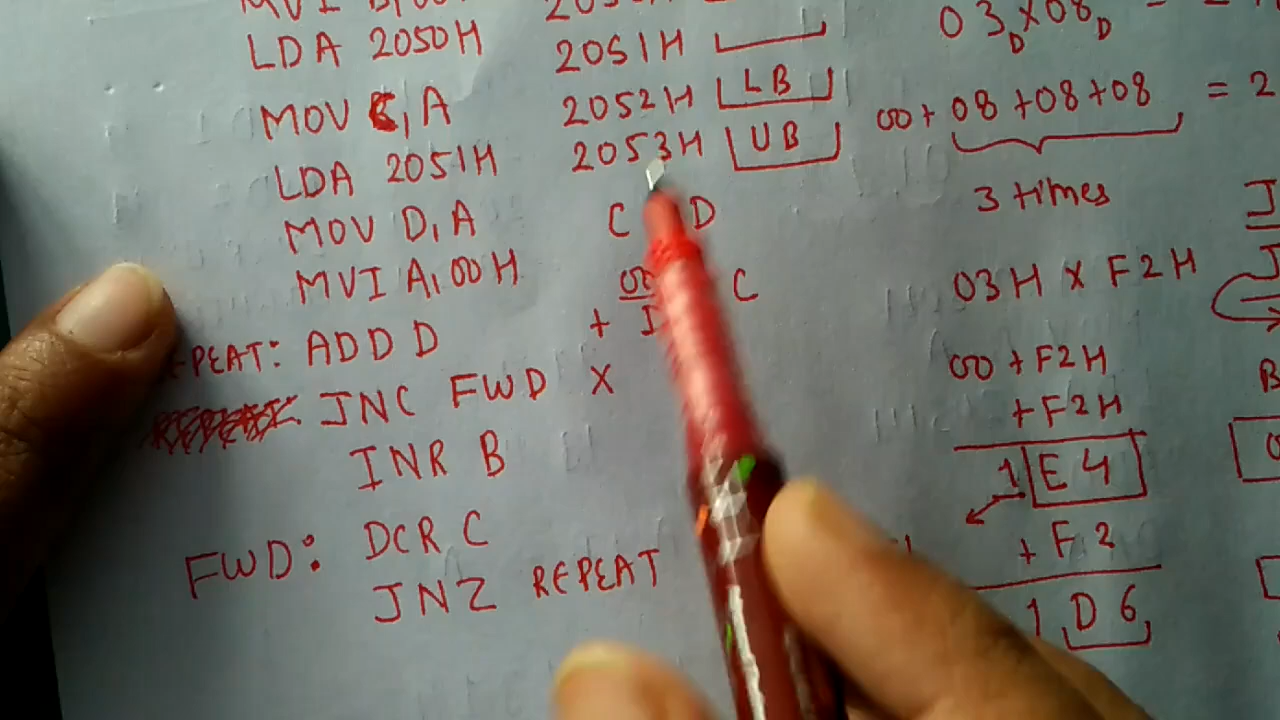 LDA 2050H
MOV C, A
LDA 2051H
MOV D, A
MVI A, 00H
PEAT: ADD D
JNC FWD
INR B
FWD: DCR C
JNZ REPEAT
2051H
2052H LB
2053H UB
C D
C
+
X
03D X 08D
00 + 08 + 08 + 08 = 2
3 times
03H X F2H
00 + F2H
+ F2H
1 E4
+ F2
1 D6